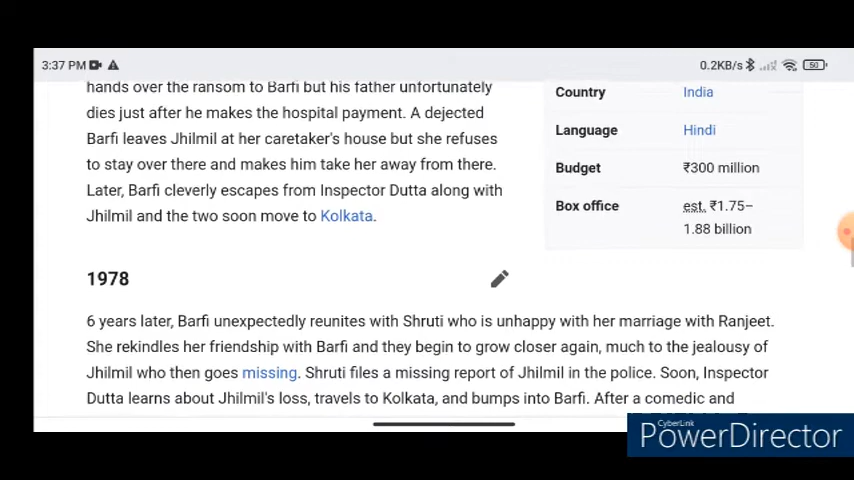 3:37 PM
0.2KB/s
50
hands over the ransom to Barfi but his father unfortunately
dies just after he makes the hospital payment. A dejected
Barfi leaves Jhilmil at her caretaker's house but she refuses
to stay over there and makes him take her away from there.
Later, Barfi cleverly escapes from Inspector Dutta along with
Jhilmil and the two soon move to Kolkata.
Country India
Language Hindi
Budget ₹300 million
Box office est. ₹1.75–
1.88 billion
1978
6 years later, Barfi unexpectedly reunites with Shruti who is unhappy with her marriage with Ranjeet.
She rekindles her friendship with Barfi and they begin to grow closer again, much to the jealousy of
Jhilmil who then goes missing. Shruti files a missing report of Jhilmil in the police. Soon, Inspector
Dutta learns about Jhilmil's loss, travels to Kolkata, and bumps into Barfi. After a comedic and
CyberLink
PowerDirector